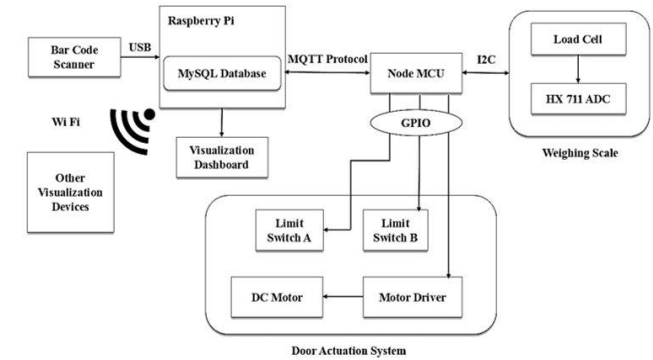 Raspberry Pi
Bar Code
Scanner
USB
MySQL Database
MQTT Protocol
Node MCU
I2C
Load Cell
HX 711 ADC
Weighing Scale
GPIO
Wi Fi
Visualization
Dashboard
Other
Visualization
Devices
Limit
Switch A
Limit
Switch B
DC Motor
Motor Driver
Door Actuation System